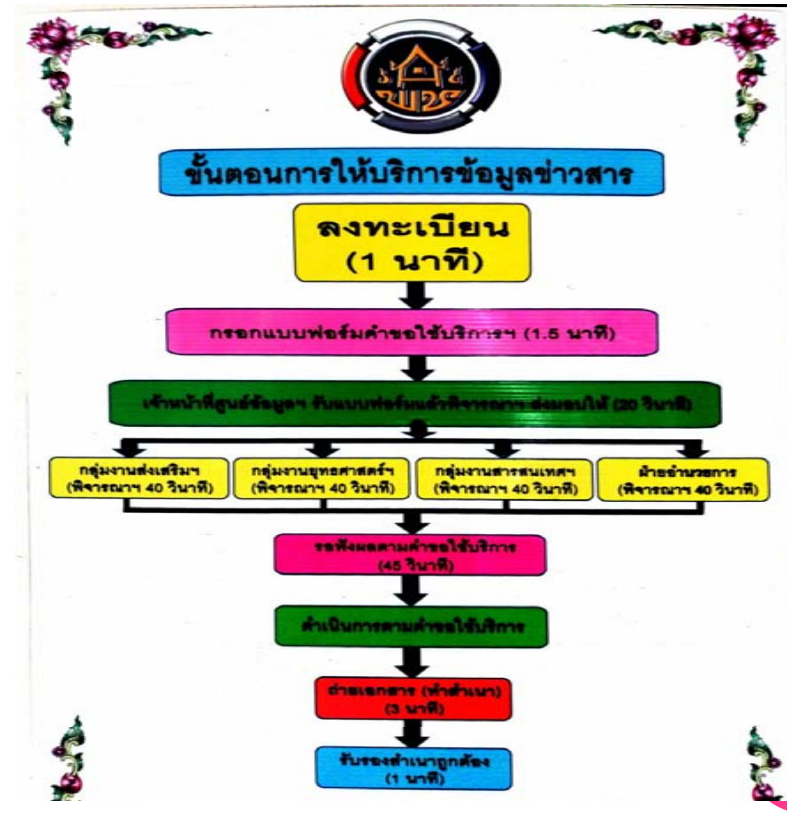 ขั้นตอนการให้บริการข้อมูลข่าวสาร
ลงทะเบียน
(1 นาที)
กรอกแบบฟอร์มคำขอใช้บริการฯ (1.5 นาที)
เจ้าหน้าที่ศูนย์ข้อมูลฯ รับแบบฟอร์มแล้วพิจารณาฯ ส่งมอบให้ (20 วินาที)
กลุ่มงานส่งเสริมฯ
(พิจารณาฯ 40 วินาที)
กลุ่มงานยุทธศาสตร์ฯ
(พิจารณาฯ 40 วินาที)
กลุ่มงานสารสนเทศฯ
(พิจารณาฯ 40 วินาที)
ฝ่ายอำนวยการ
(พิจารณาฯ 40 วินาที)
รอฟังผลตามคำขอใช้บริการ
(45 วินาที)
ดำเนินการตามคำขอใช้บริการ
ถ่ายเอกสาร (ทำสำเนา)
(3 นาที)
รับรองสำเนาถูกต้อง
(1 นาที)